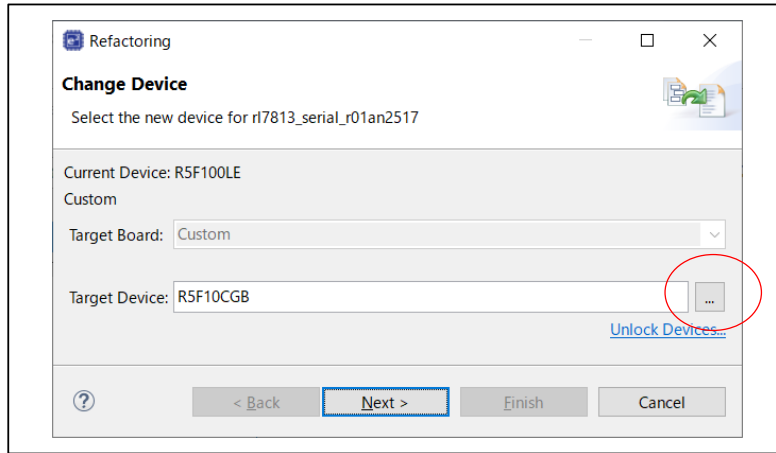 Refactoring
Change Device
Select the new device for rl7813_serial_r01an2517
Current Device: R5F100LE
Custom
Target Board: Custom
Target Device: R5F10CGB ...
Unlock Devices...
? < Back Next > Finish Cancel